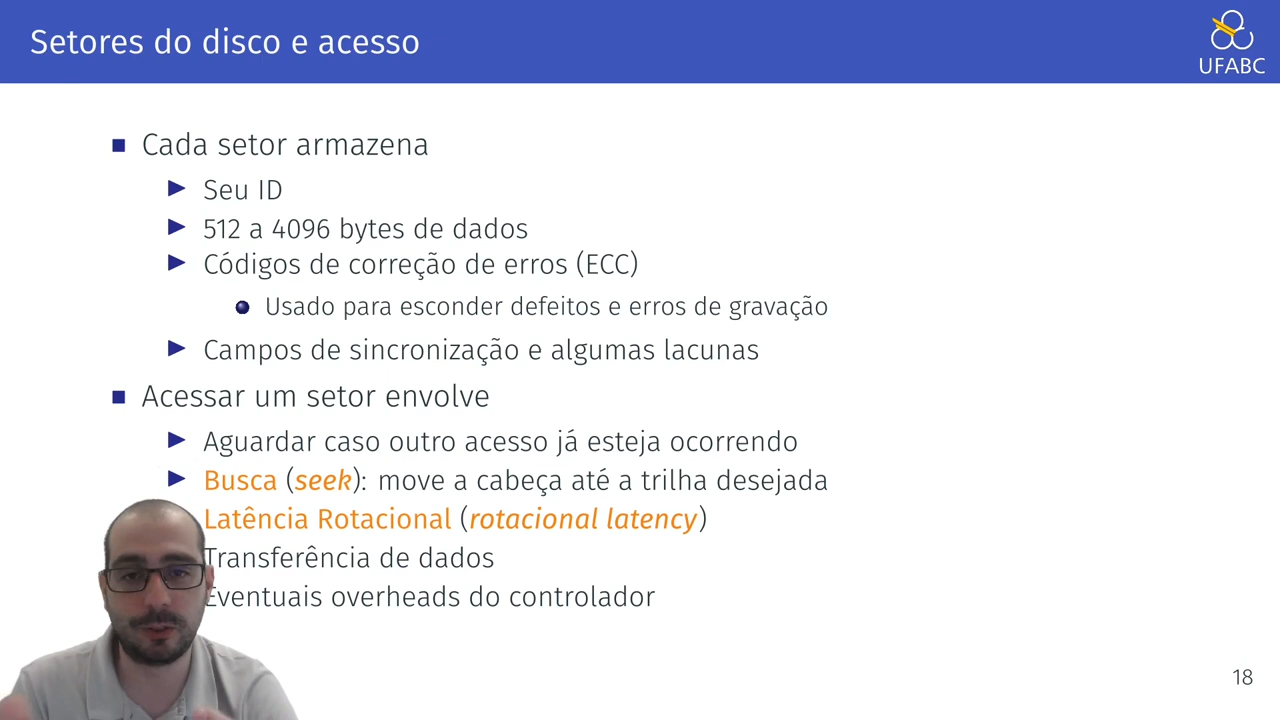 Setores do disco e acesso
UFABC
Cada setor armazena
Seu ID
512 a 4096 bytes de dados
Códigos de correção de erros (ECC)
Usado para esconder defeitos e erros de gravação
Campos de sincronização e algumas lacunas
Acessar um setor envolve
Aguardar caso outro acesso já esteja ocorrendo
Busca (seek): move a cabeça até a trilha desejada
Latência Rotacional (rotacional latency)
Transferência de dados
Eventuais overheads do controlador
18